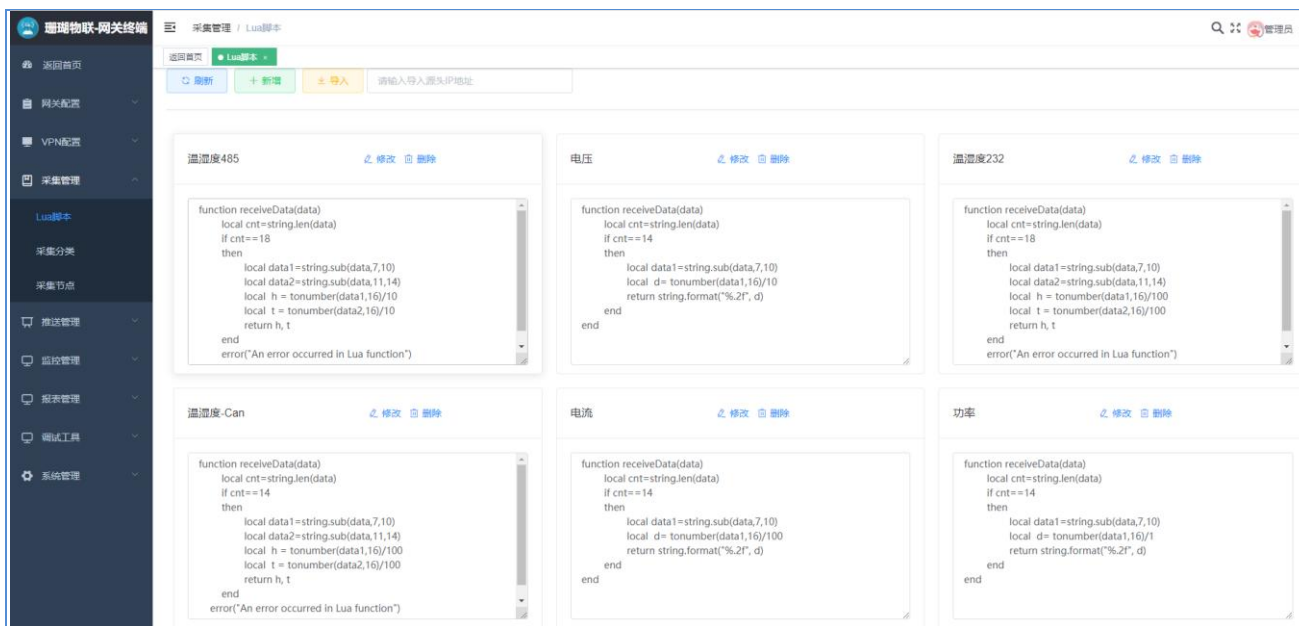 珊瑚物联-网关终端
采集管理 / Lua脚本
管理员
返回首页
Lua脚本 ×
刷新
+ 新增
导入
请输入导入源头IP地址
返回首页
网关配置
VPN配置
采集管理
Lua脚本
采集分类
采集节点
推送管理
监控管理
报表管理
调试工具
系统管理
温湿度485
修改 删除
function receiveData(data)
local cnt=string.len(data)
if cnt==18
then
local data1=string.sub(data,7,10)
local data2=string.sub(data,11,14)
local h = tonumber(data1,16)/10
local t = tonumber(data2,16)/10
return h, t
end
error("An error occurred in Lua function")
电压
修改 删除
function receiveData(data)
local cnt=string.len(data)
if cnt==14
then
local data1=string.sub(data,7,10)
local d= tonumber(data1,16)/10
return string.format("%.2f", d)
end
end
温湿度232
修改 删除
function receiveData(data)
local cnt=string.len(data)
if cnt==18
then
local data1=string.sub(data,7,10)
local data2=string.sub(data,11,14)
local h = tonumber(data1,16)/100
local t = tonumber(data2,16)/100
return h, t
end
error("An error occurred in Lua function")
温湿度-Can
修改 删除
function receiveData(data)
local cnt=string.len(data)
if cnt==14
then
local data1=string.sub(data,7,10)
local data2=string.sub(data,11,14)
local h = tonumber(data1,16)/100
local t = tonumber(data2,16)/100
return h, t
end
error("An error occurred in Lua function")
电流
修改 删除
function receiveData(data)
local cnt=string.len(data)
if cnt==14
then
local data1=string.sub(data,7,10)
local d= tonumber(data1,16)/100
return string.format("%.2f", d)
end
end
功率
修改 删除
function receiveData(data)
local cnt=string.len(data)
if cnt==14
then
local data1=string.sub(data,7,10)
local d= tonumber(data1,16)/1
return string.format("%.2f", d)
end
end